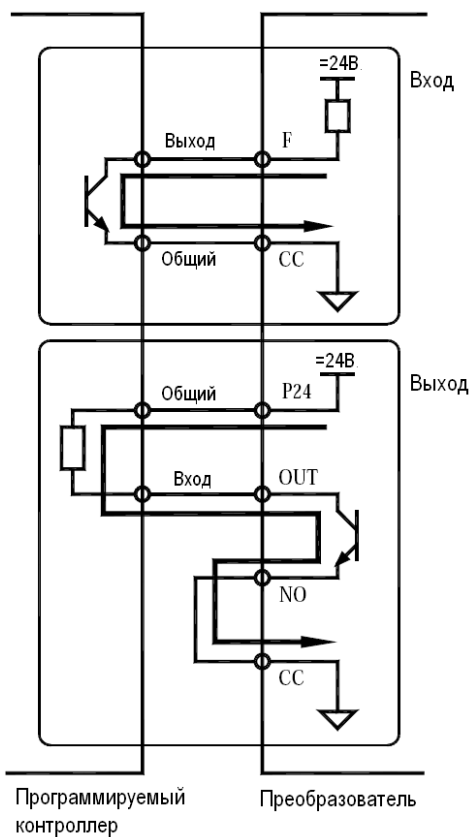 =24В
Вход
Выход
F
Общий
CC
=24В
Выход
Общий
P24
Вход
OUT
NO
CC
Программируемый
контроллер
Преобразователь